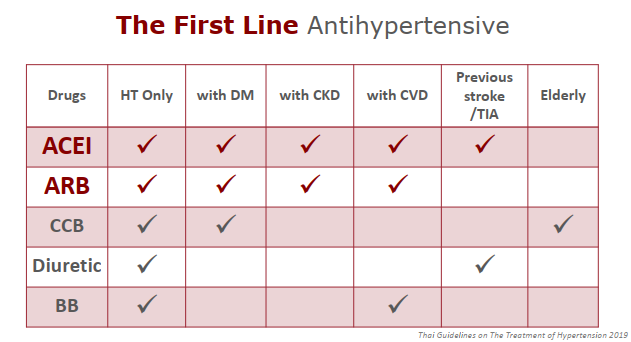 The First Line Antihypertensive
Drugs HT Only with DM with CKD with CVD Previous stroke /TIA Elderly
ACEI ✓ ✓ ✓ ✓ ✓
ARB ✓ ✓ ✓ ✓
CCB ✓ ✓ ✓
Diuretic ✓ ✓
BB ✓ ✓
Thai Guidelines on The Treatment of Hypertension 2019